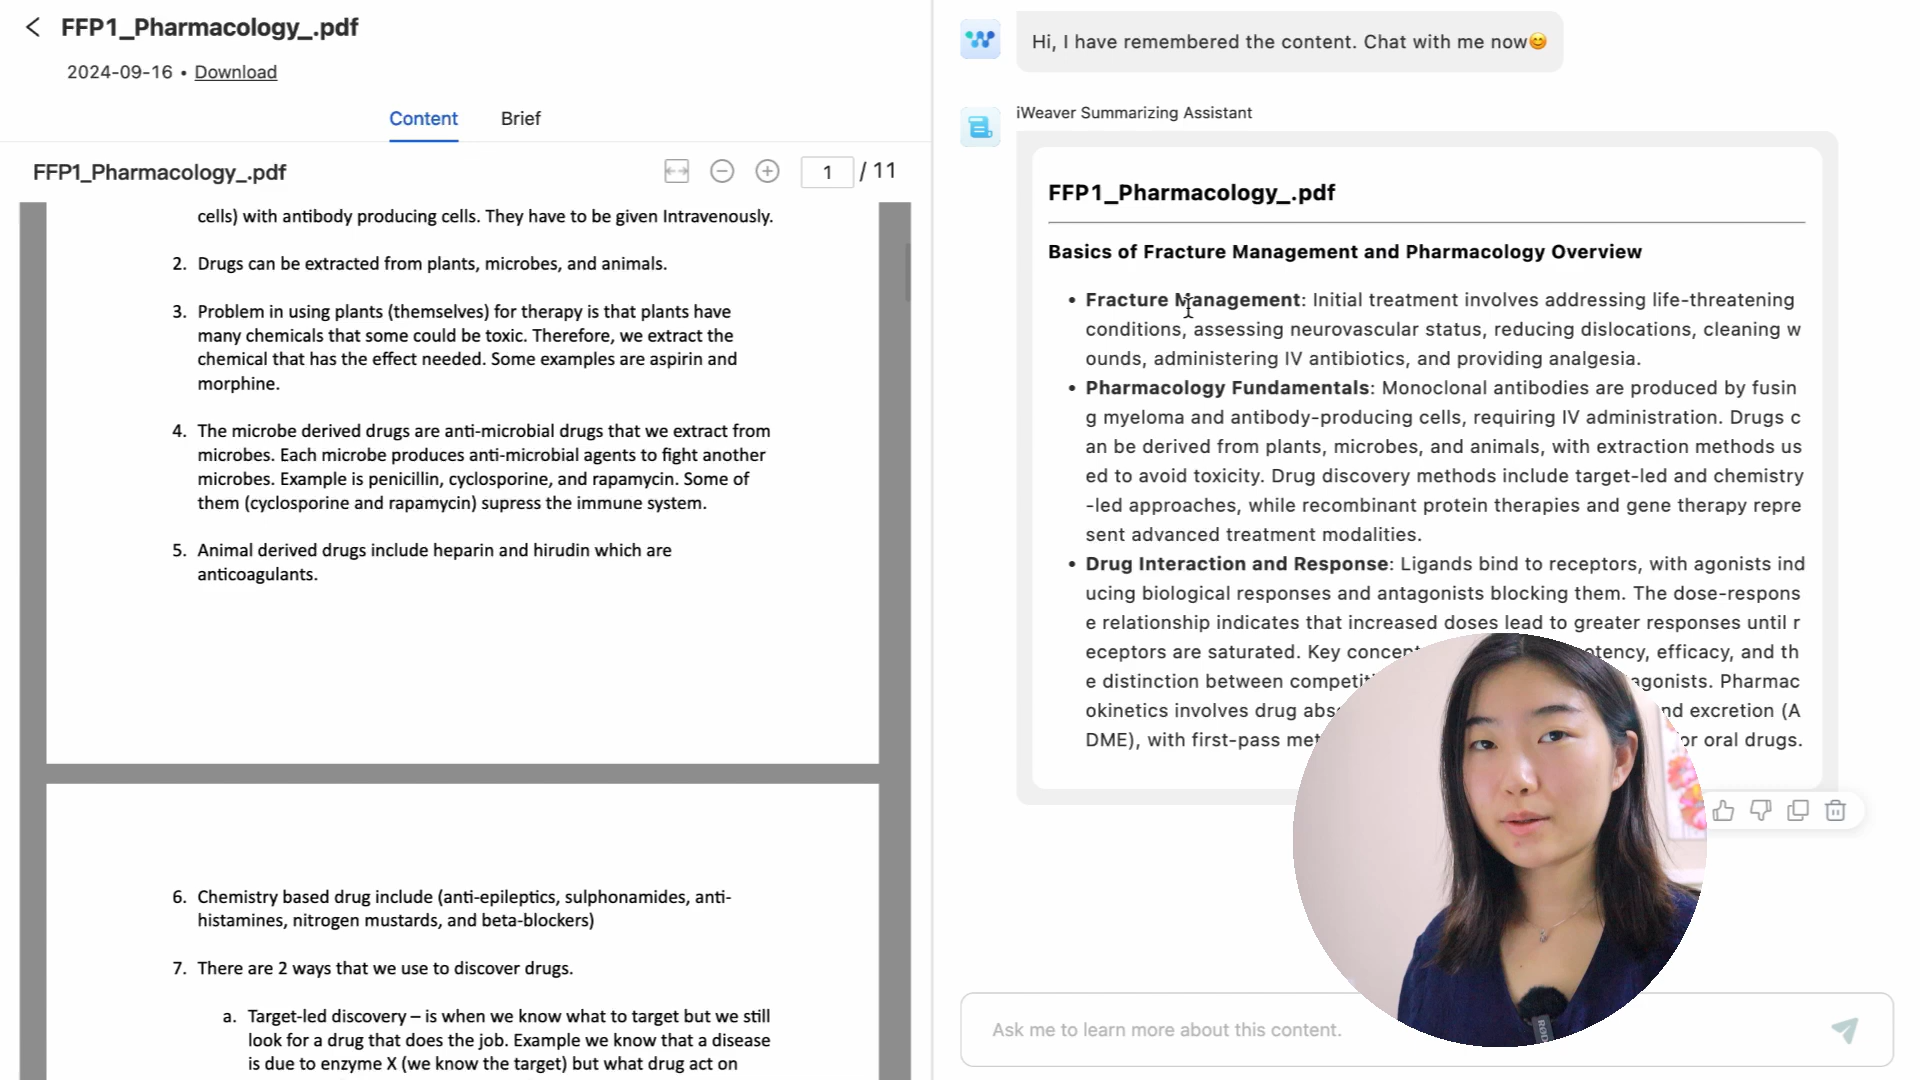 FFP1_Pharmacology_.pdf
2024-09-16 • Download
Content Brief
FFP1_Pharmacology_.pdf
1 / 11
cells) with antibody producing cells. They have to be given Intravenously.
2. Drugs can be extracted from plants, microbes, and animals.
3. Problem in using plants (themselves) for therapy is that plants have
many chemicals that some could be toxic. Therefore, we extract the
chemical that has the effect needed. Some examples are aspirin and
morphine.
4. The microbe derived drugs are anti-microbial drugs that we extract from
microbes. Each microbe produces anti-microbial agents to fight another
microbes. Example is penicillin, cyclosporine, and rapamycin. Some of
them (cyclosporine and rapamycin) supress the immune system.
5. Animal derived drugs include heparin and hirudin which are
anticoagulants.
6. Chemistry based drug include (anti-epileptics, sulphonamides, anti-
histamines, nitrogen mustards, and beta-blockers)
7. There are 2 ways that we use to discover drugs.
a. Target-led discovery – is when we know what to target but we still
look for a drug that does the job. Example we know that a disease
is due to enzyme X (we know the target) but what drug act on
Hi, I have remembered the content. Chat with me now😊
iWeaver Summarizing Assistant
FFP1_Pharmacology_.pdf
Basics of Fracture Management and Pharmacology Overview
• Fracture Management: Initial treatment involves addressing life-threatening
conditions, assessing neurovascular status, reducing dislocations, cleaning w
ounds, administering IV antibiotics, and providing analgesia.
• Pharmacology Fundamentals: Monoclonal antibodies are produced by fusin
g myeloma and antibody-producing cells, requiring IV administration. Drugs c
an be derived from plants, microbes, and animals, with extraction methods us
ed to avoid toxicity. Drug discovery methods include target-led and chemistry
-led approaches, while recombinant protein therapies and gene therapy repre
sent advanced treatment modalities.
• Drug Interaction and Response: Ligands bind to receptors, with agonists ind
ucing biological responses and antagonists blocking them. The dose-respons
e relationship indicates that increased doses lead to greater responses until r
eceptors are saturated. Key efficacy, and th
e distinction between Pharmac
okinetics involves drug excretion (A
DME), with first-pass oral drugs.
Ask me to learn more about this content.